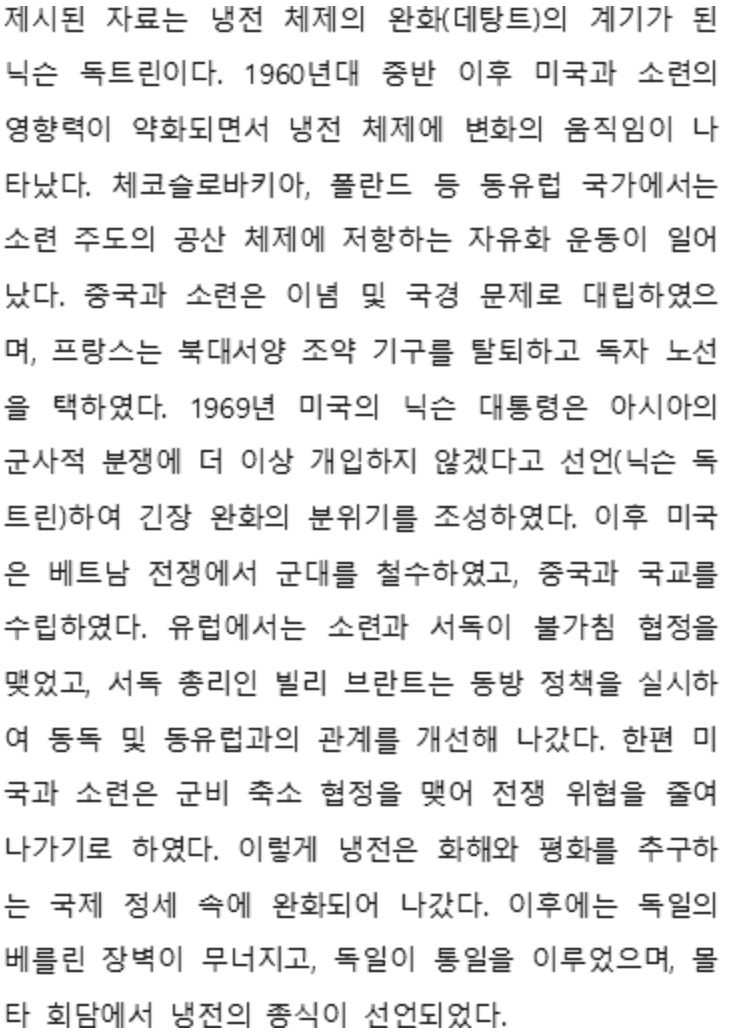 제시된 자료는 냉전 체제의 완화(데탕트)의 계기가 된
닉슨 독트린이다. 1960년대 중반 이후 미국과 소련의
영향력이 약화되면서 냉전 체제에 변화의 움직임이 나
타났다. 체코슬로바키아, 폴란드 등 동유럽 국가에서는
소련 주도의 공산 체제에 저항하는 자유화 운동이 일어
났다. 중국과 소련은 이념 및 국경 문제로 대립하였으
며, 프랑스는 북대서양 조약 기구를 탈퇴하고 독자 노선
을 택하였다. 1969년 미국의 닉슨 대통령은 아시아의
군사적 분쟁에 더 이상 개입하지 않겠다고 선언(닉슨 독
트린)하여 긴장 완화의 분위기를 조성하였다. 이후 미국
은 베트남 전쟁에서 군대를 철수하였고, 중국과 국교를
수립하였다. 유럽에서는 소련과 서독이 불가침 협정을
맺었고, 서독 총리인 빌리 브란트는 동방 정책을 실시하
여 동독 및 동유럽과의 관계를 개선해 나갔다. 한편 미
국과 소련은 군비 축소 협정을 맺어 전쟁 위협을 줄여
나가기로 하였다. 이렇게 냉전은 화해와 평화를 추구하
는 국제 정세 속에 완화되어 나갔다. 이후에는 독일의
베를린 장벽이 무너지고, 독일이 통일을 이루었으며, 몰
타 회담에서 냉전의 종식이 선언되었다.